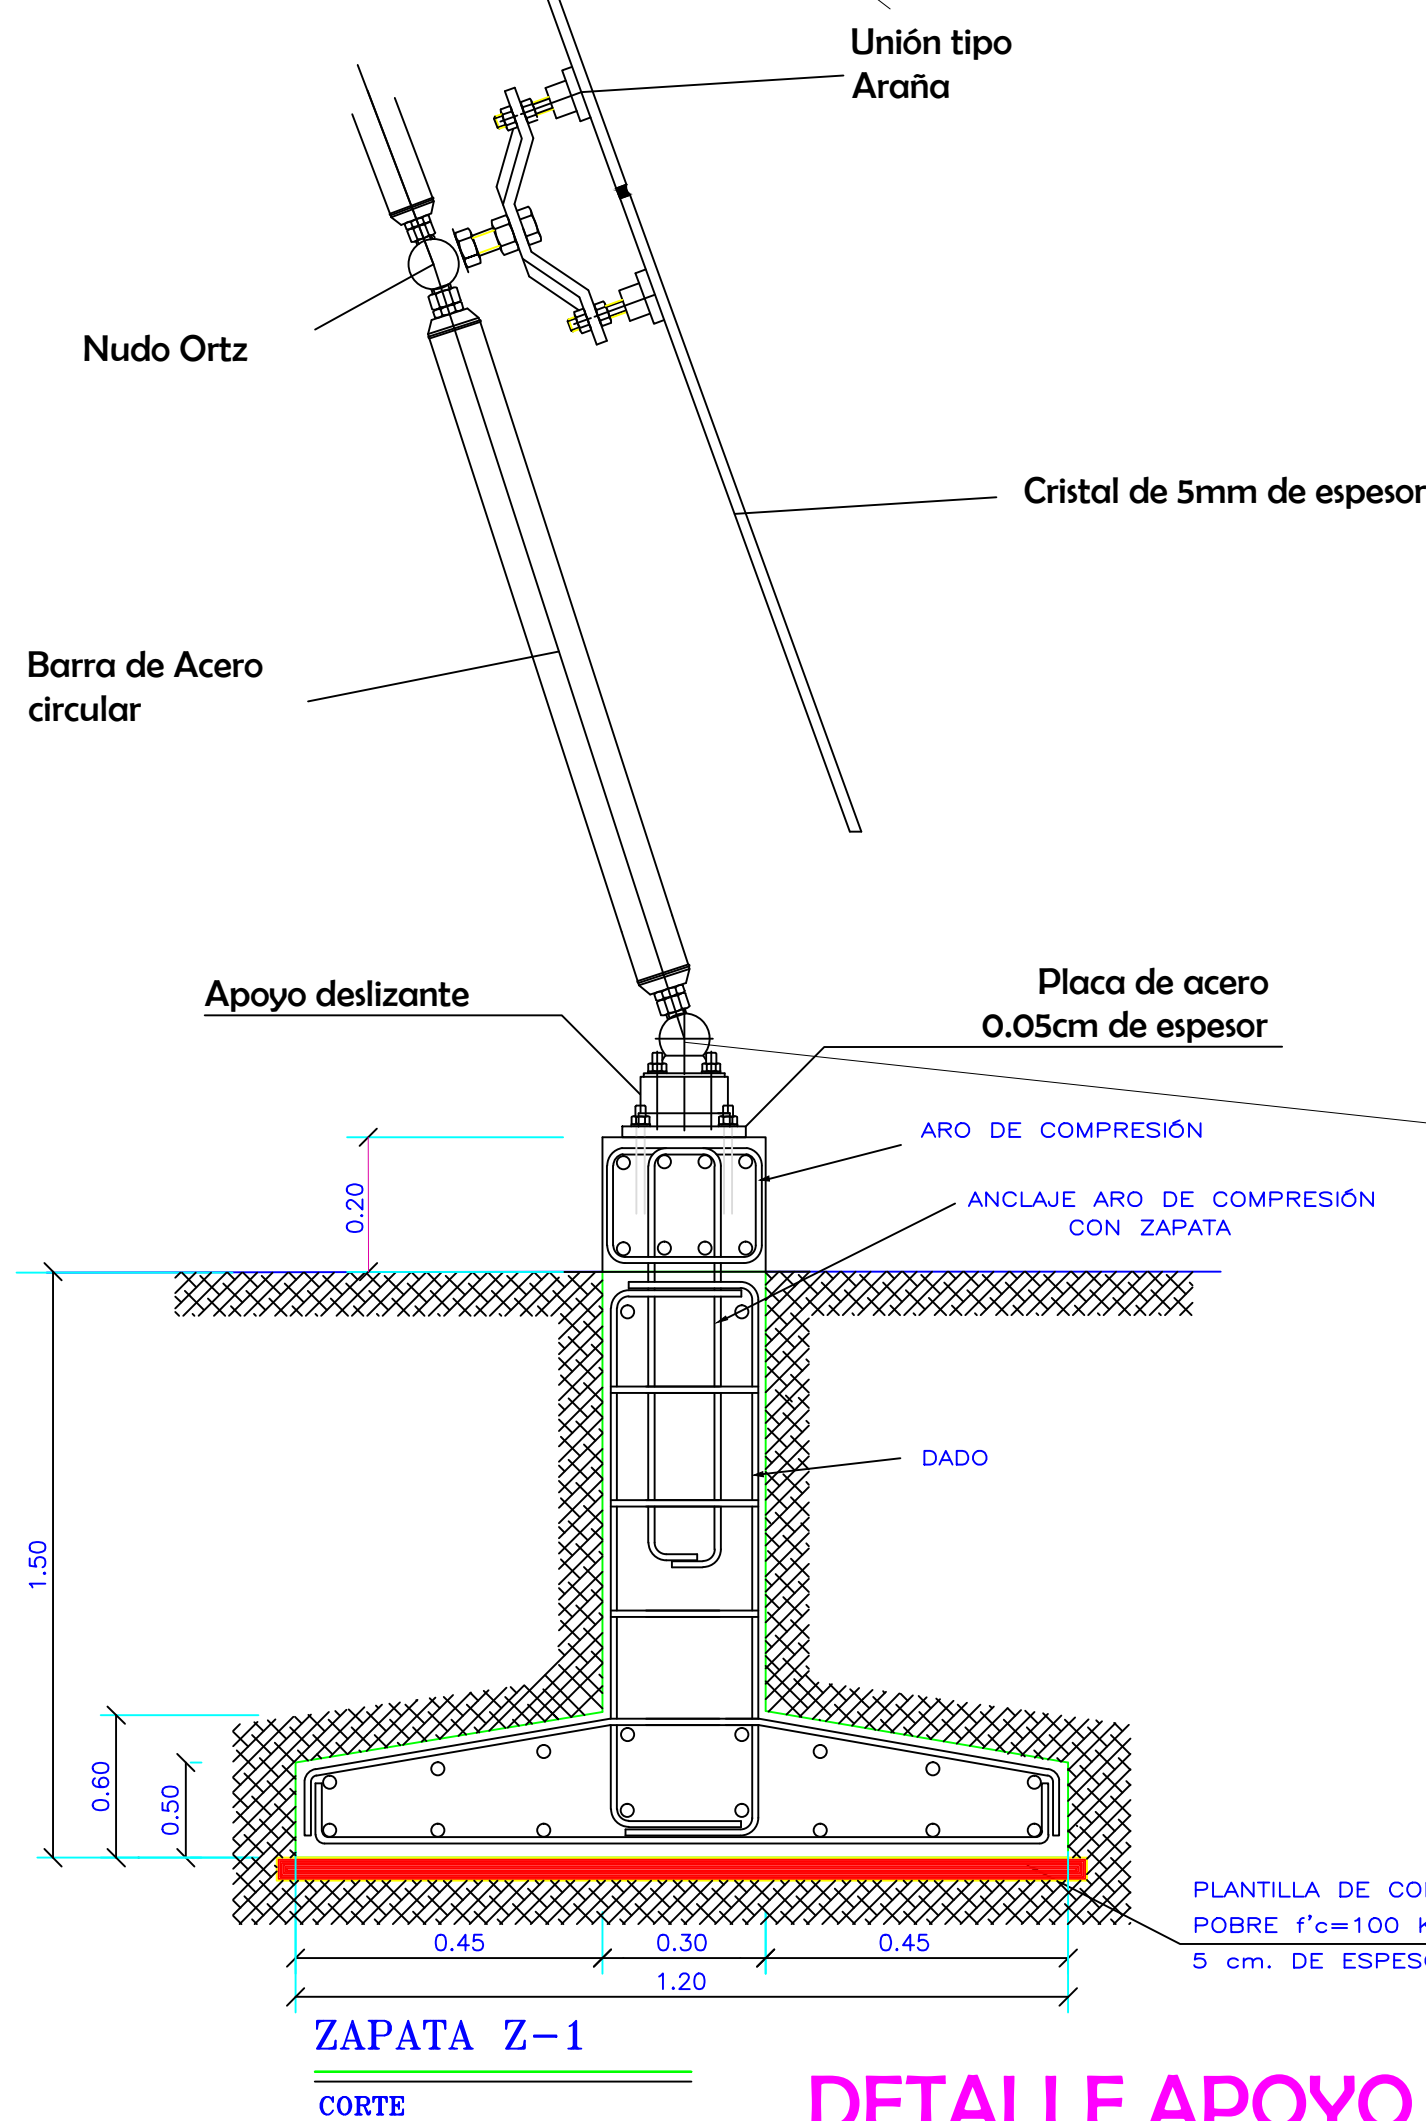 Unión tipo
Araña
Nudo Ortz
Cristal de 5mm de espesor
Barra de Acero
circular
Apoyo deslizante
Placa de acero
0.05cm de espesor
ARO DE COMPRESIÓN
0.20
ANCLAJE ARO DE COMPRESIÓN
CON ZAPATA
DADO
1.50
0.60
0.50
PLANTILLA DE
POBRE f'c=100
5 cm. DE
0.45 0.30 0.45
1.20
ZAPATA Z-1
CORTE
DETALLE APOYO